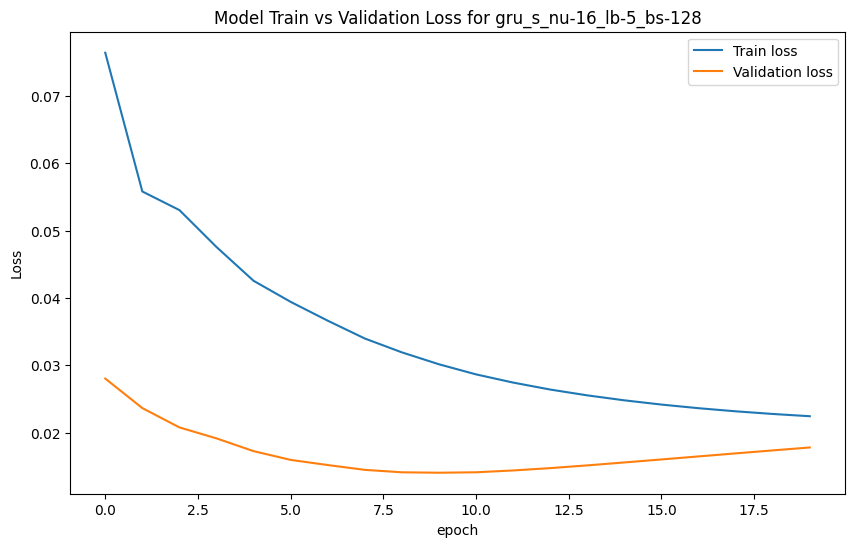 Model Train vs Validation Loss for gru_s_nu-16_lb-5_bs-128
Train loss
Validation loss
Loss
0.07
0.06
0.05
0.04
0.03
0.02
0.0 2.5 5.0 7.5 10.0 12.5 15.0 17.5
epoch